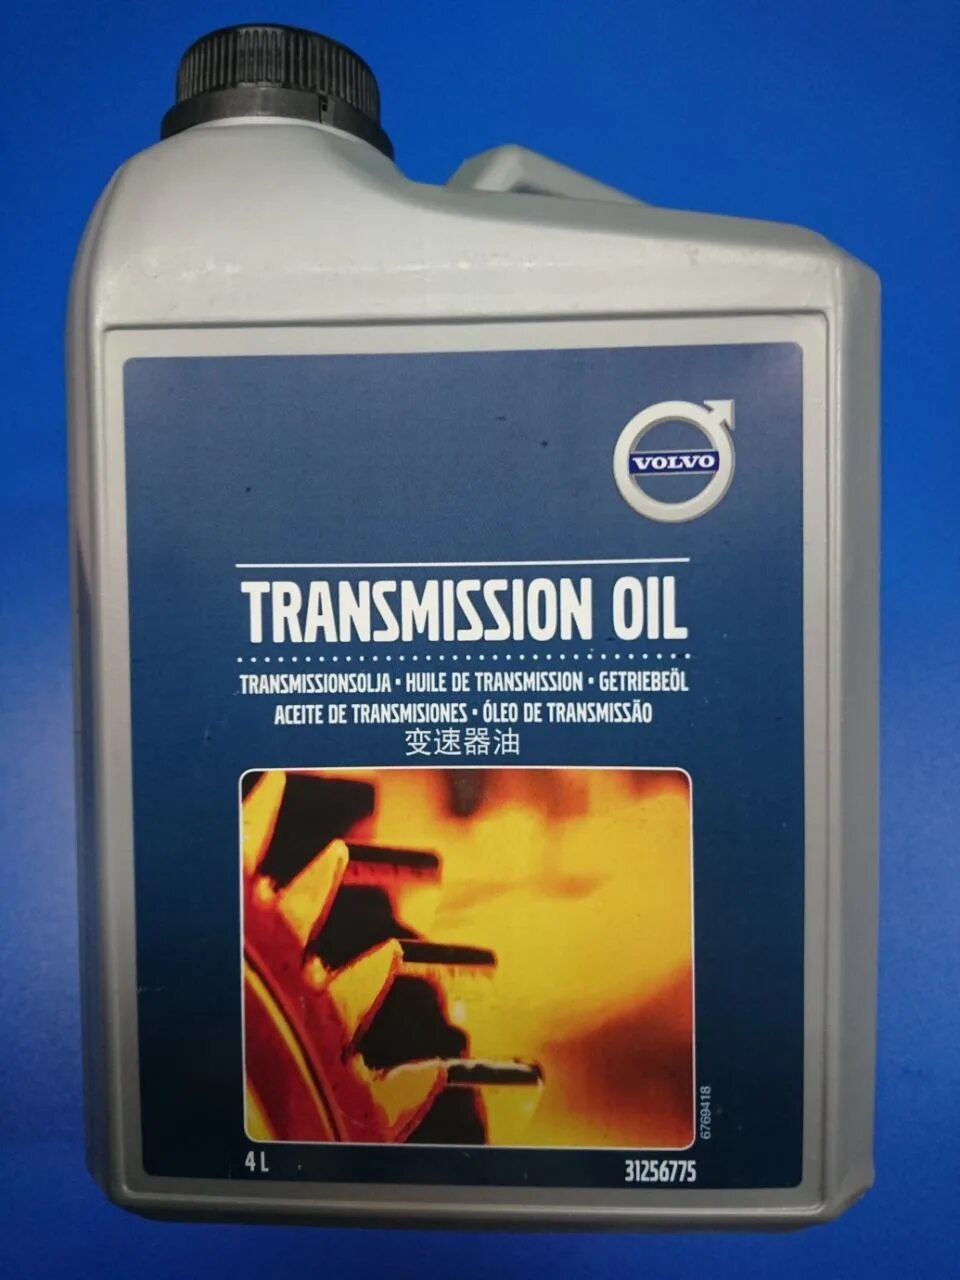 VOLVO
TRANSMISSION OIL
TRANSMISSIONSOLJA · HUILE DE TRANSMISSION · GETRIEBEÖL
ACEITE DE TRANSMISIONES · ÓLEO DE TRANSMISSÃO
变速器油
6769418
4 L
31256775